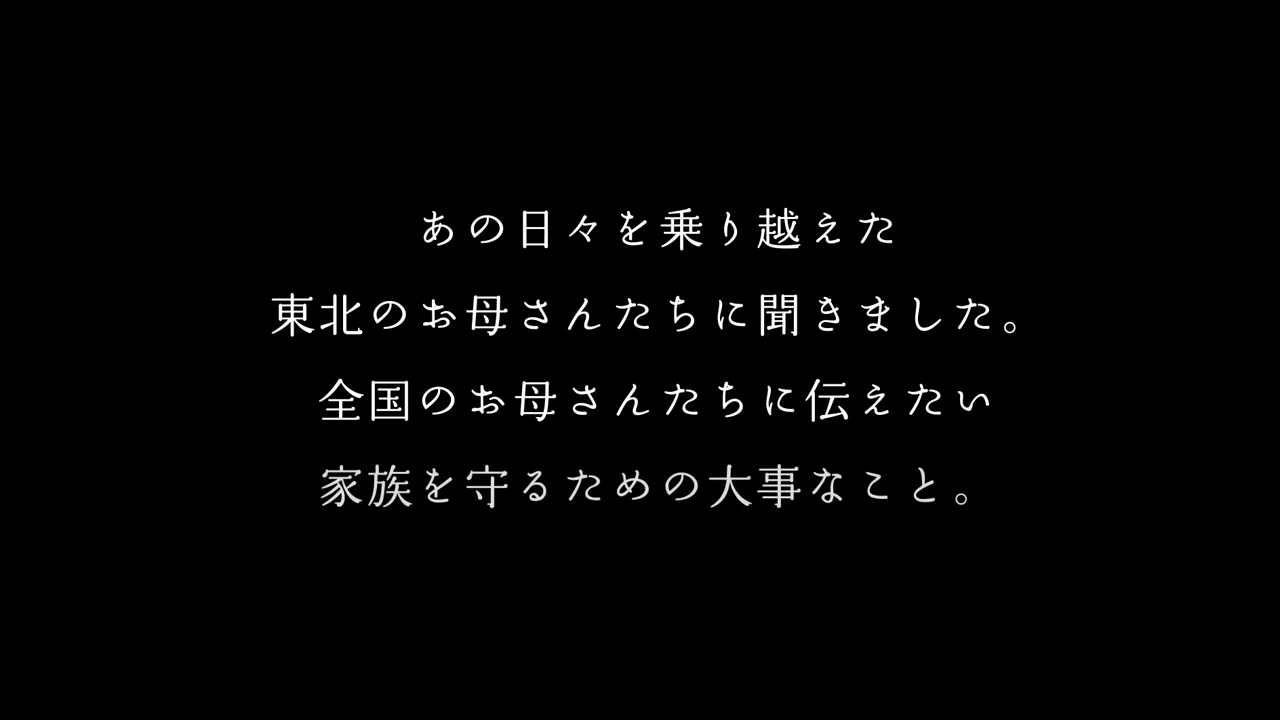 あの日々を乗り越えた
東北のお母さんたちに聞きました。
全国のお母さんたちに伝えたい
家族を守るための大事なこと。